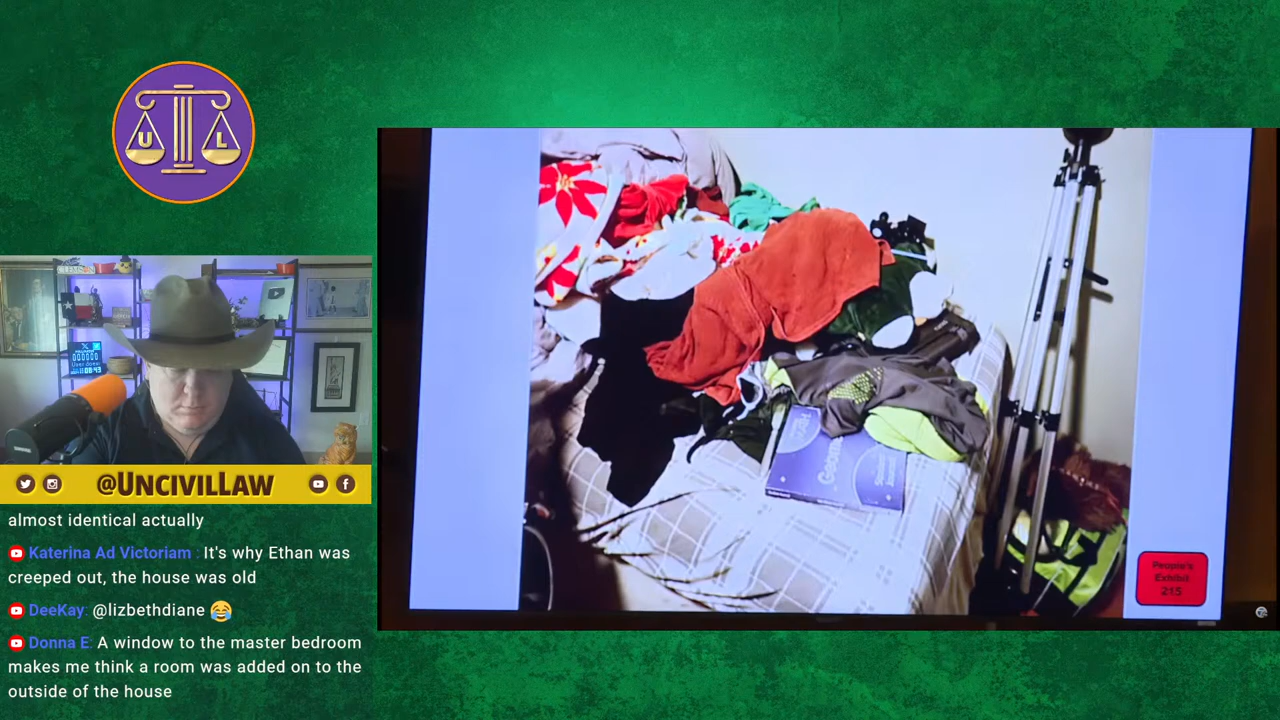 U L
@UNCIVILLAW
almost identical actually
Katerina Ad Victoriam : It's why Ethan was
creeped out, the house was old
DeeKay: @lizbethdiane 😂
Donna E: A window to the master bedroom
makes me think a room was added on to the
outside of the house
People's
Exhibit
215